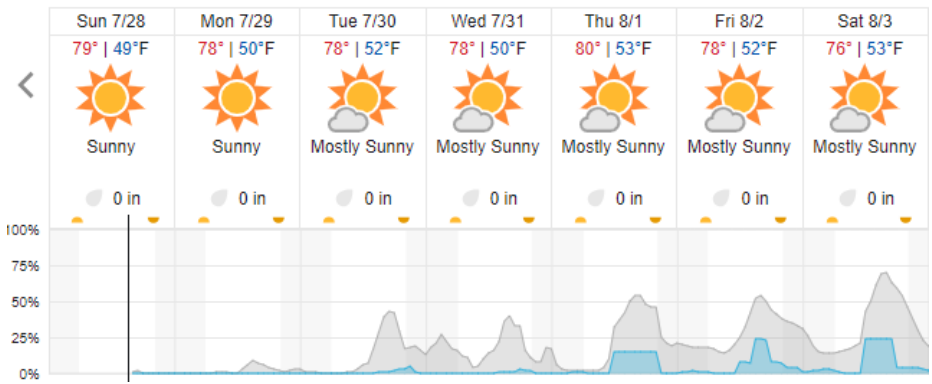 Sun 7/28 Mon 7/29 Tue 7/30 Wed 7/31 Thu 8/1 Fri 8/2 Sat 8/3
79° | 49°F 78° | 50°F 78° | 52°F 78° | 50°F 80° | 53°F 78° | 52°F 76° | 53°F
Sunny Sunny Mostly Sunny Mostly Sunny Mostly Sunny Mostly Sunny Mostly Sunny
0 in 0 in 0 in 0 in 0 in 0 in 0 in
100%
75%
50%
25%
0%